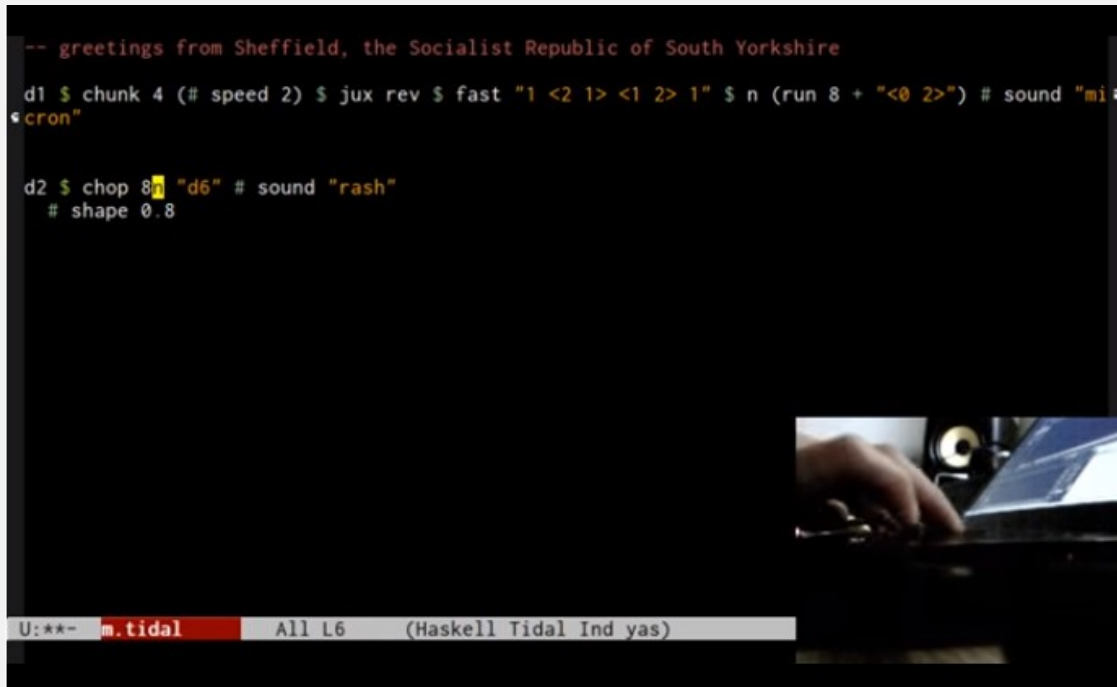 -- greetings from Sheffield, the Socialist Republic of South Yorkshire
d1 $ chunk 4 (# speed 2) $ jux rev $ fast "1 <2 1> <1 2> 1" $ n (run 8 + "<0 2>") # sound "mi
cron"
d2 $ chop 8n "d6" # sound "rash"
# shape 0.8
U:**- m.tidal All L6 (Haskell Tidal Ind yas)